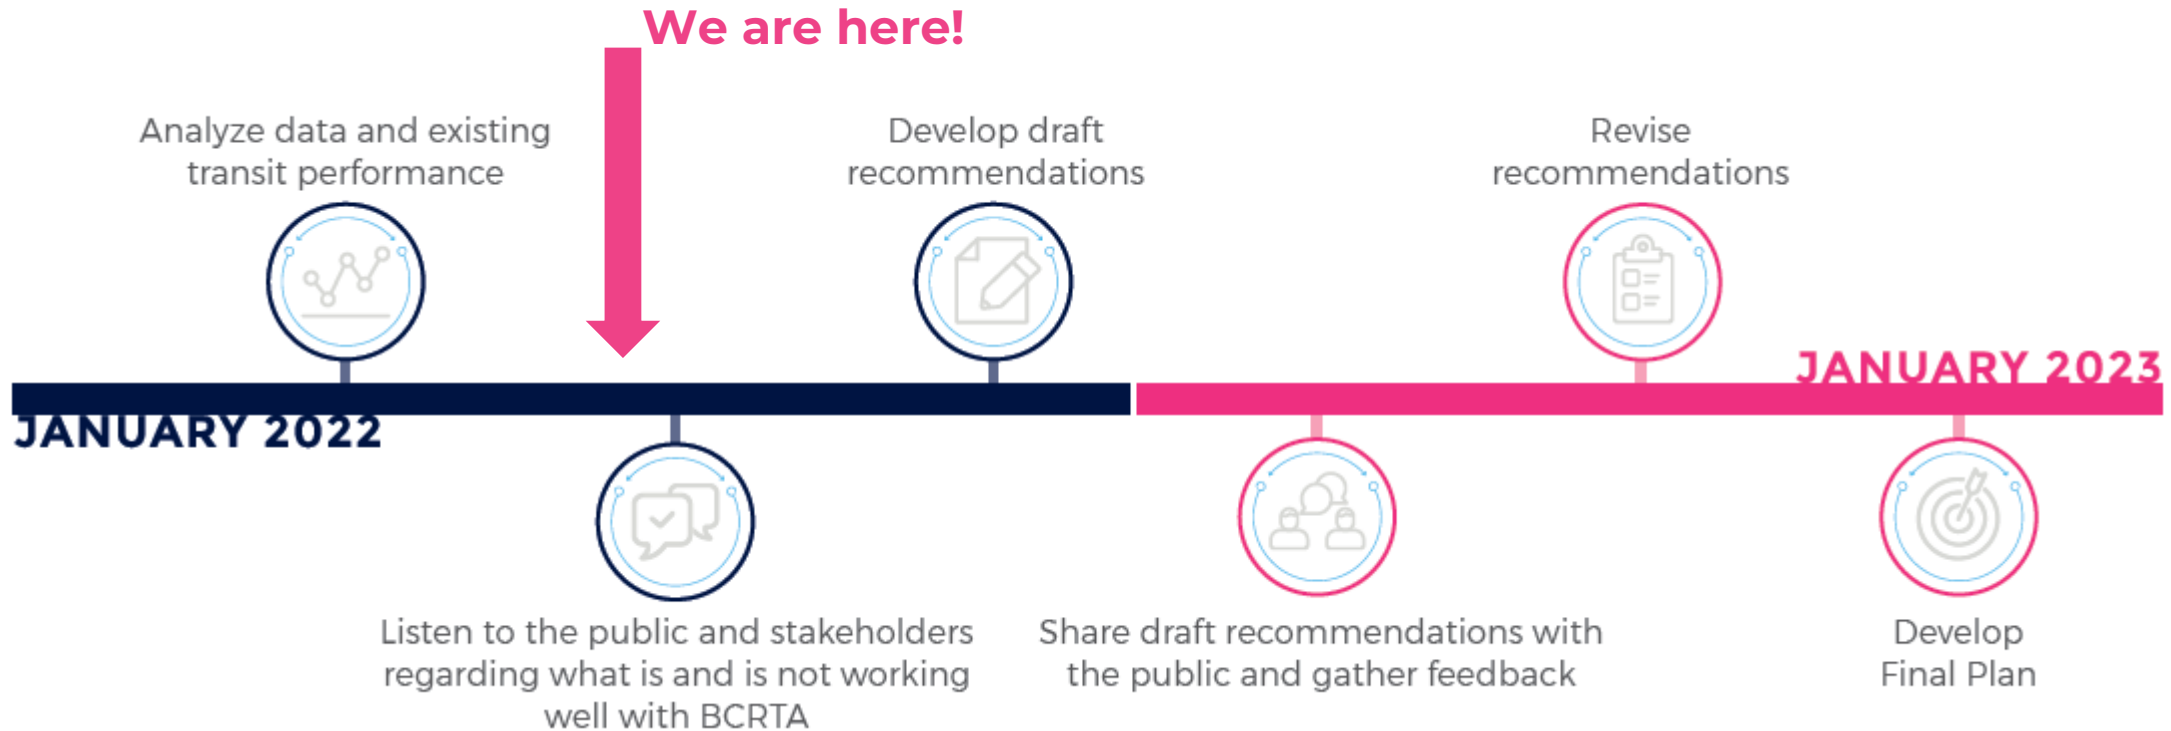 We are here!
Analyze data and existing
transit performance
Develop draft
recommendations
Revise
recommendations
JANUARY 2023
JANUARY 2022
Listen to the public and stakeholders
regarding what is and is not working
well with BCRTA
Share draft recommendations with
the public and gather feedback
Develop
Final Plan